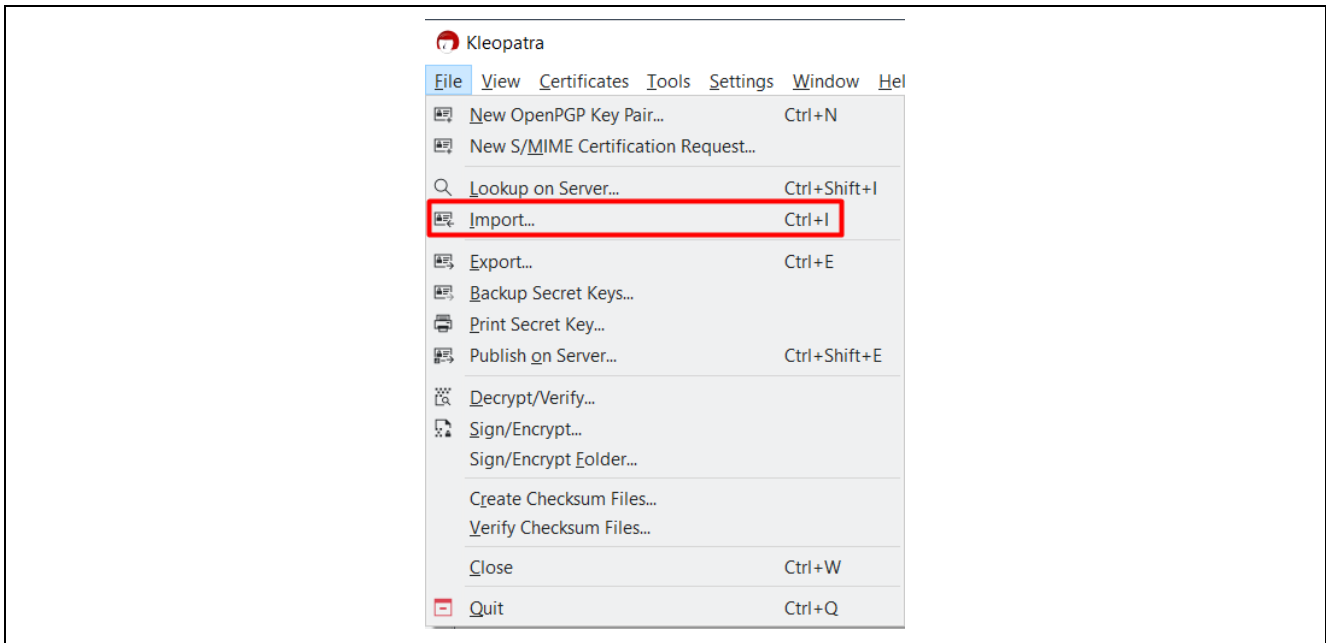 Kleopatra
File View Certificates Tools Settings Window Hel
New OpenPGP Key Pair... Ctrl+N
New S/MIME Certification Request...
Lookup on Server... Ctrl+Shift+I
Import... Ctrl+I
Export... Ctrl+E
Backup Secret Keys...
Print Secret Key...
Publish on Server... Ctrl+Shift+E
Decrypt/Verify...
Sign/Encrypt...
Sign/Encrypt Folder...
Create Checksum Files...
Verify Checksum Files...
Close Ctrl+W
Quit Ctrl+Q